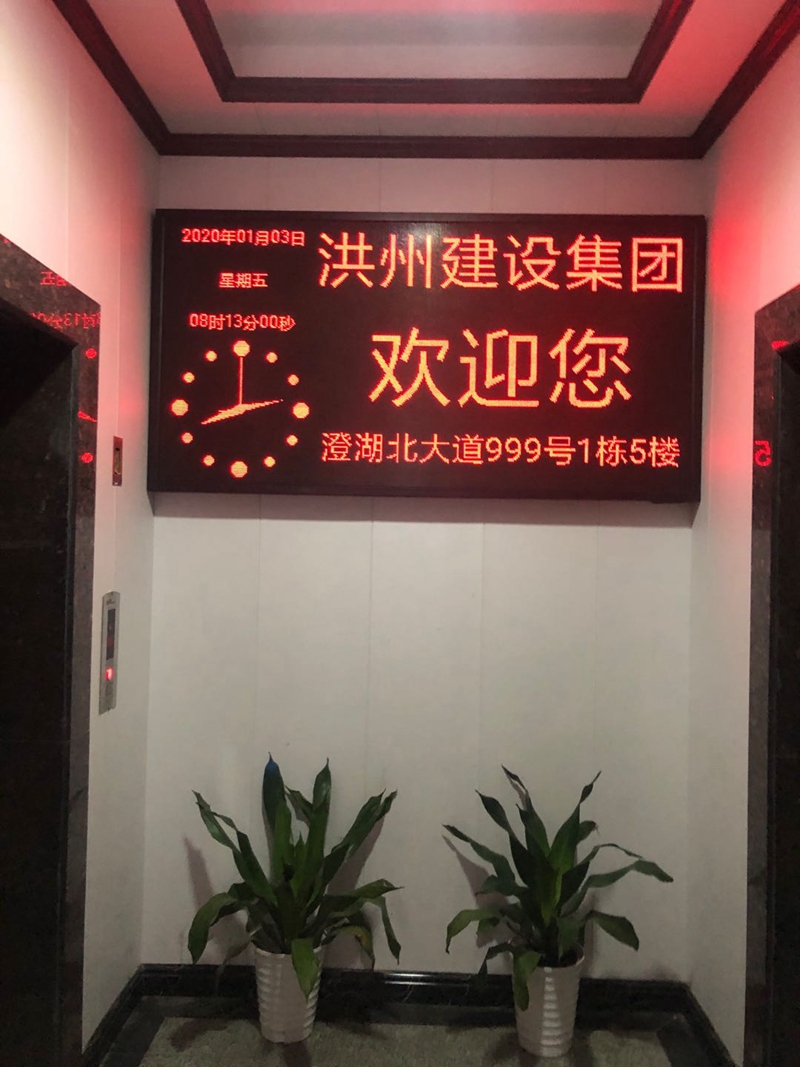 2020年01月03日
星期五
08时13分00秒
洪州建设集团
欢迎您
澄湖北大道999号1栋5楼